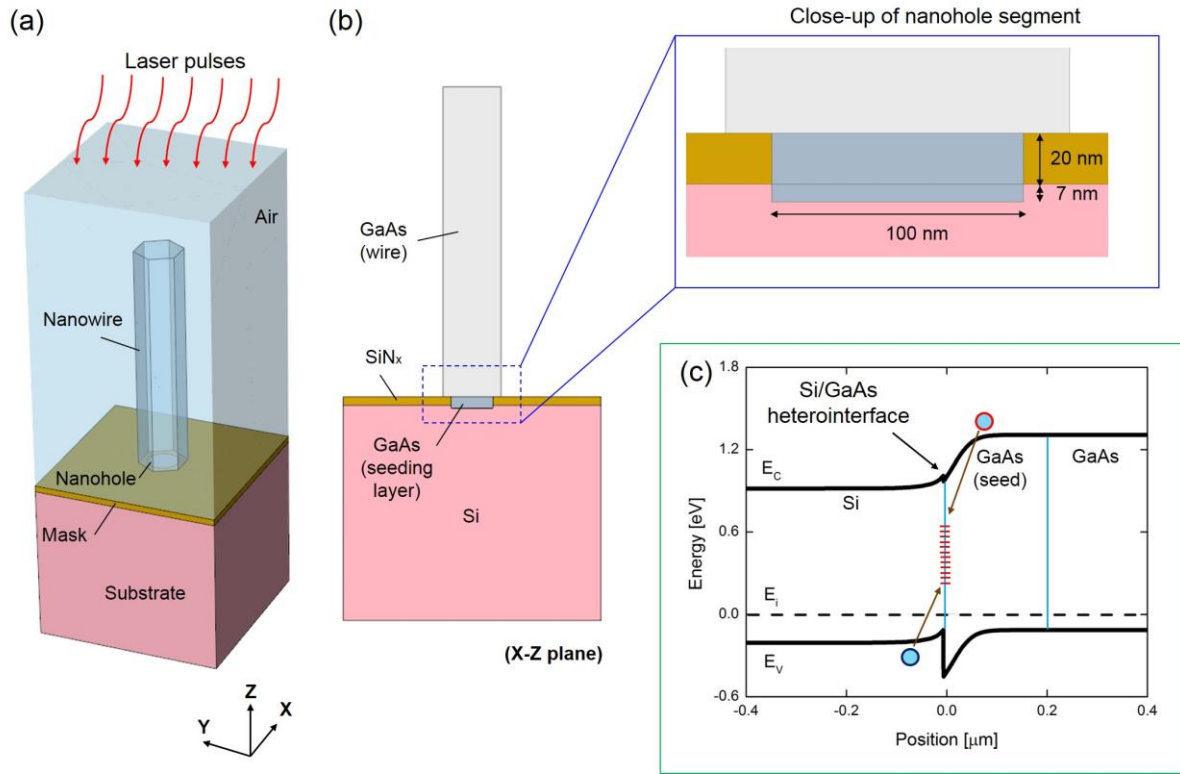 (a)
Laser pulses
Air
Nanowire
Nanohole
Mask
Substrate
Z
Y
X
(b)
GaAs
(wire)
SiNx
GaAs
(seeding
layer)
Si
(X-Z plane)
Close-up of nanohole segment
20 nm
7 nm
100 nm
(c)
Si/GaAs
heterointerface
1.8
1.2
0.6
0.0
-0.6
Energy [eV]
EC
Si
GaAs
(seed)
GaAs
Ei
EV
-0.4
-0.2
0.0
0.2
0.4
Position [μm]